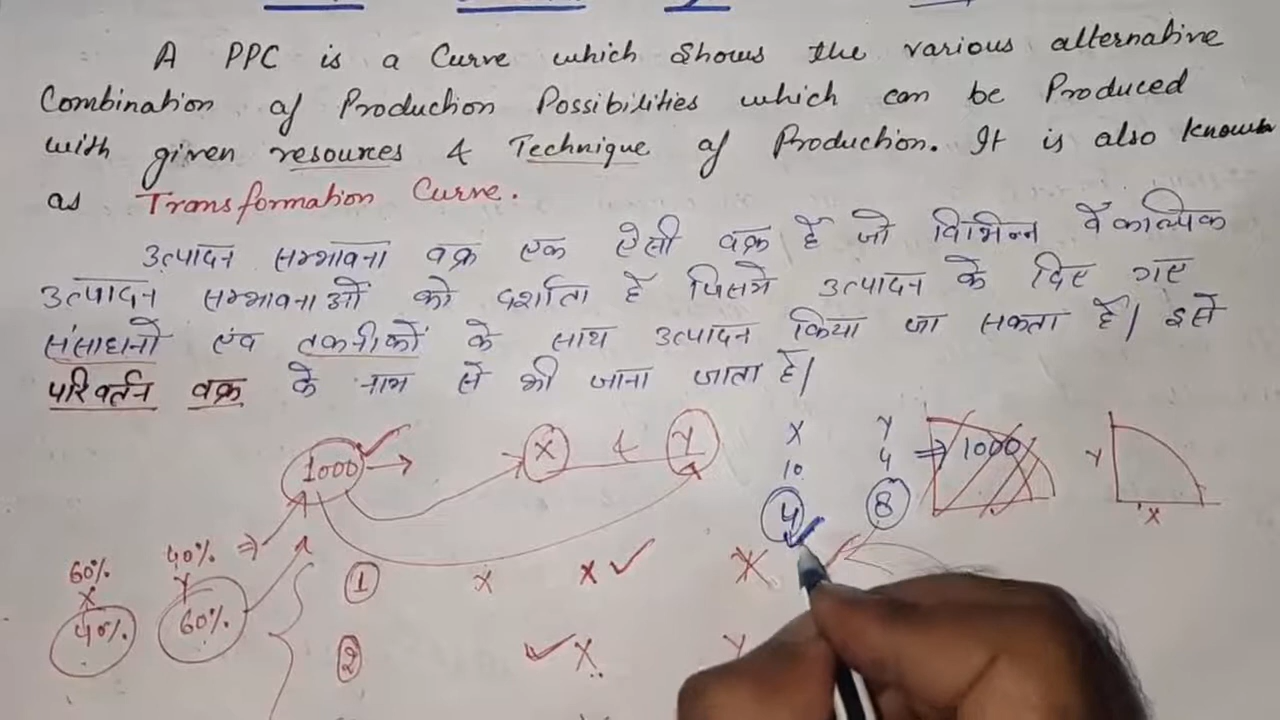 A PPC is a Curve which shows the various alternative
Combination of Production Possibilities which can be Produced
with given resources & Technique of Production. It is also known
as Transformation Curve.
उत्पादन सम्भावना वक्र एक ऐसी वक्र हैं जो विभिन्न वैकल्पिक
उत्पादन सम्भावनाओं को दर्शाता हैं जिसमे उत्पादन के दिए गए
संसाधनों एंव तकनीकों के साथ उत्पादन किया जा सकता हैं। इसे
परिवर्तन वक्र के नाम से भी जाना जाता हैं।
X Y
1000 X & Y 10 4 ⇒ 1000 Y
4 8 X
60% 40% ⇒
X Y 1 X X ✓ X
40% 60%
2 ✓ X Y